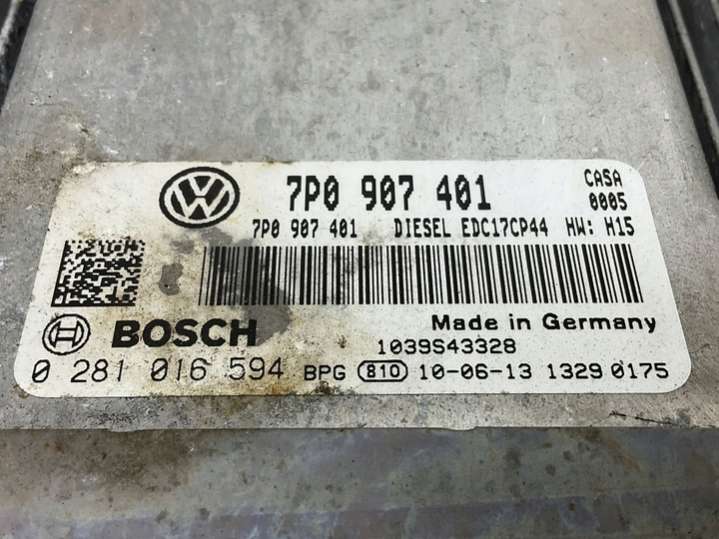 VW 7P0 907 401 CASA
0005
7P0 907 401 DIESEL EDC17CP44 HW: H15
BOSCH Made in Germany
1039S43328
0 281 016 594 BPG 810 10-06-13 1329 0175